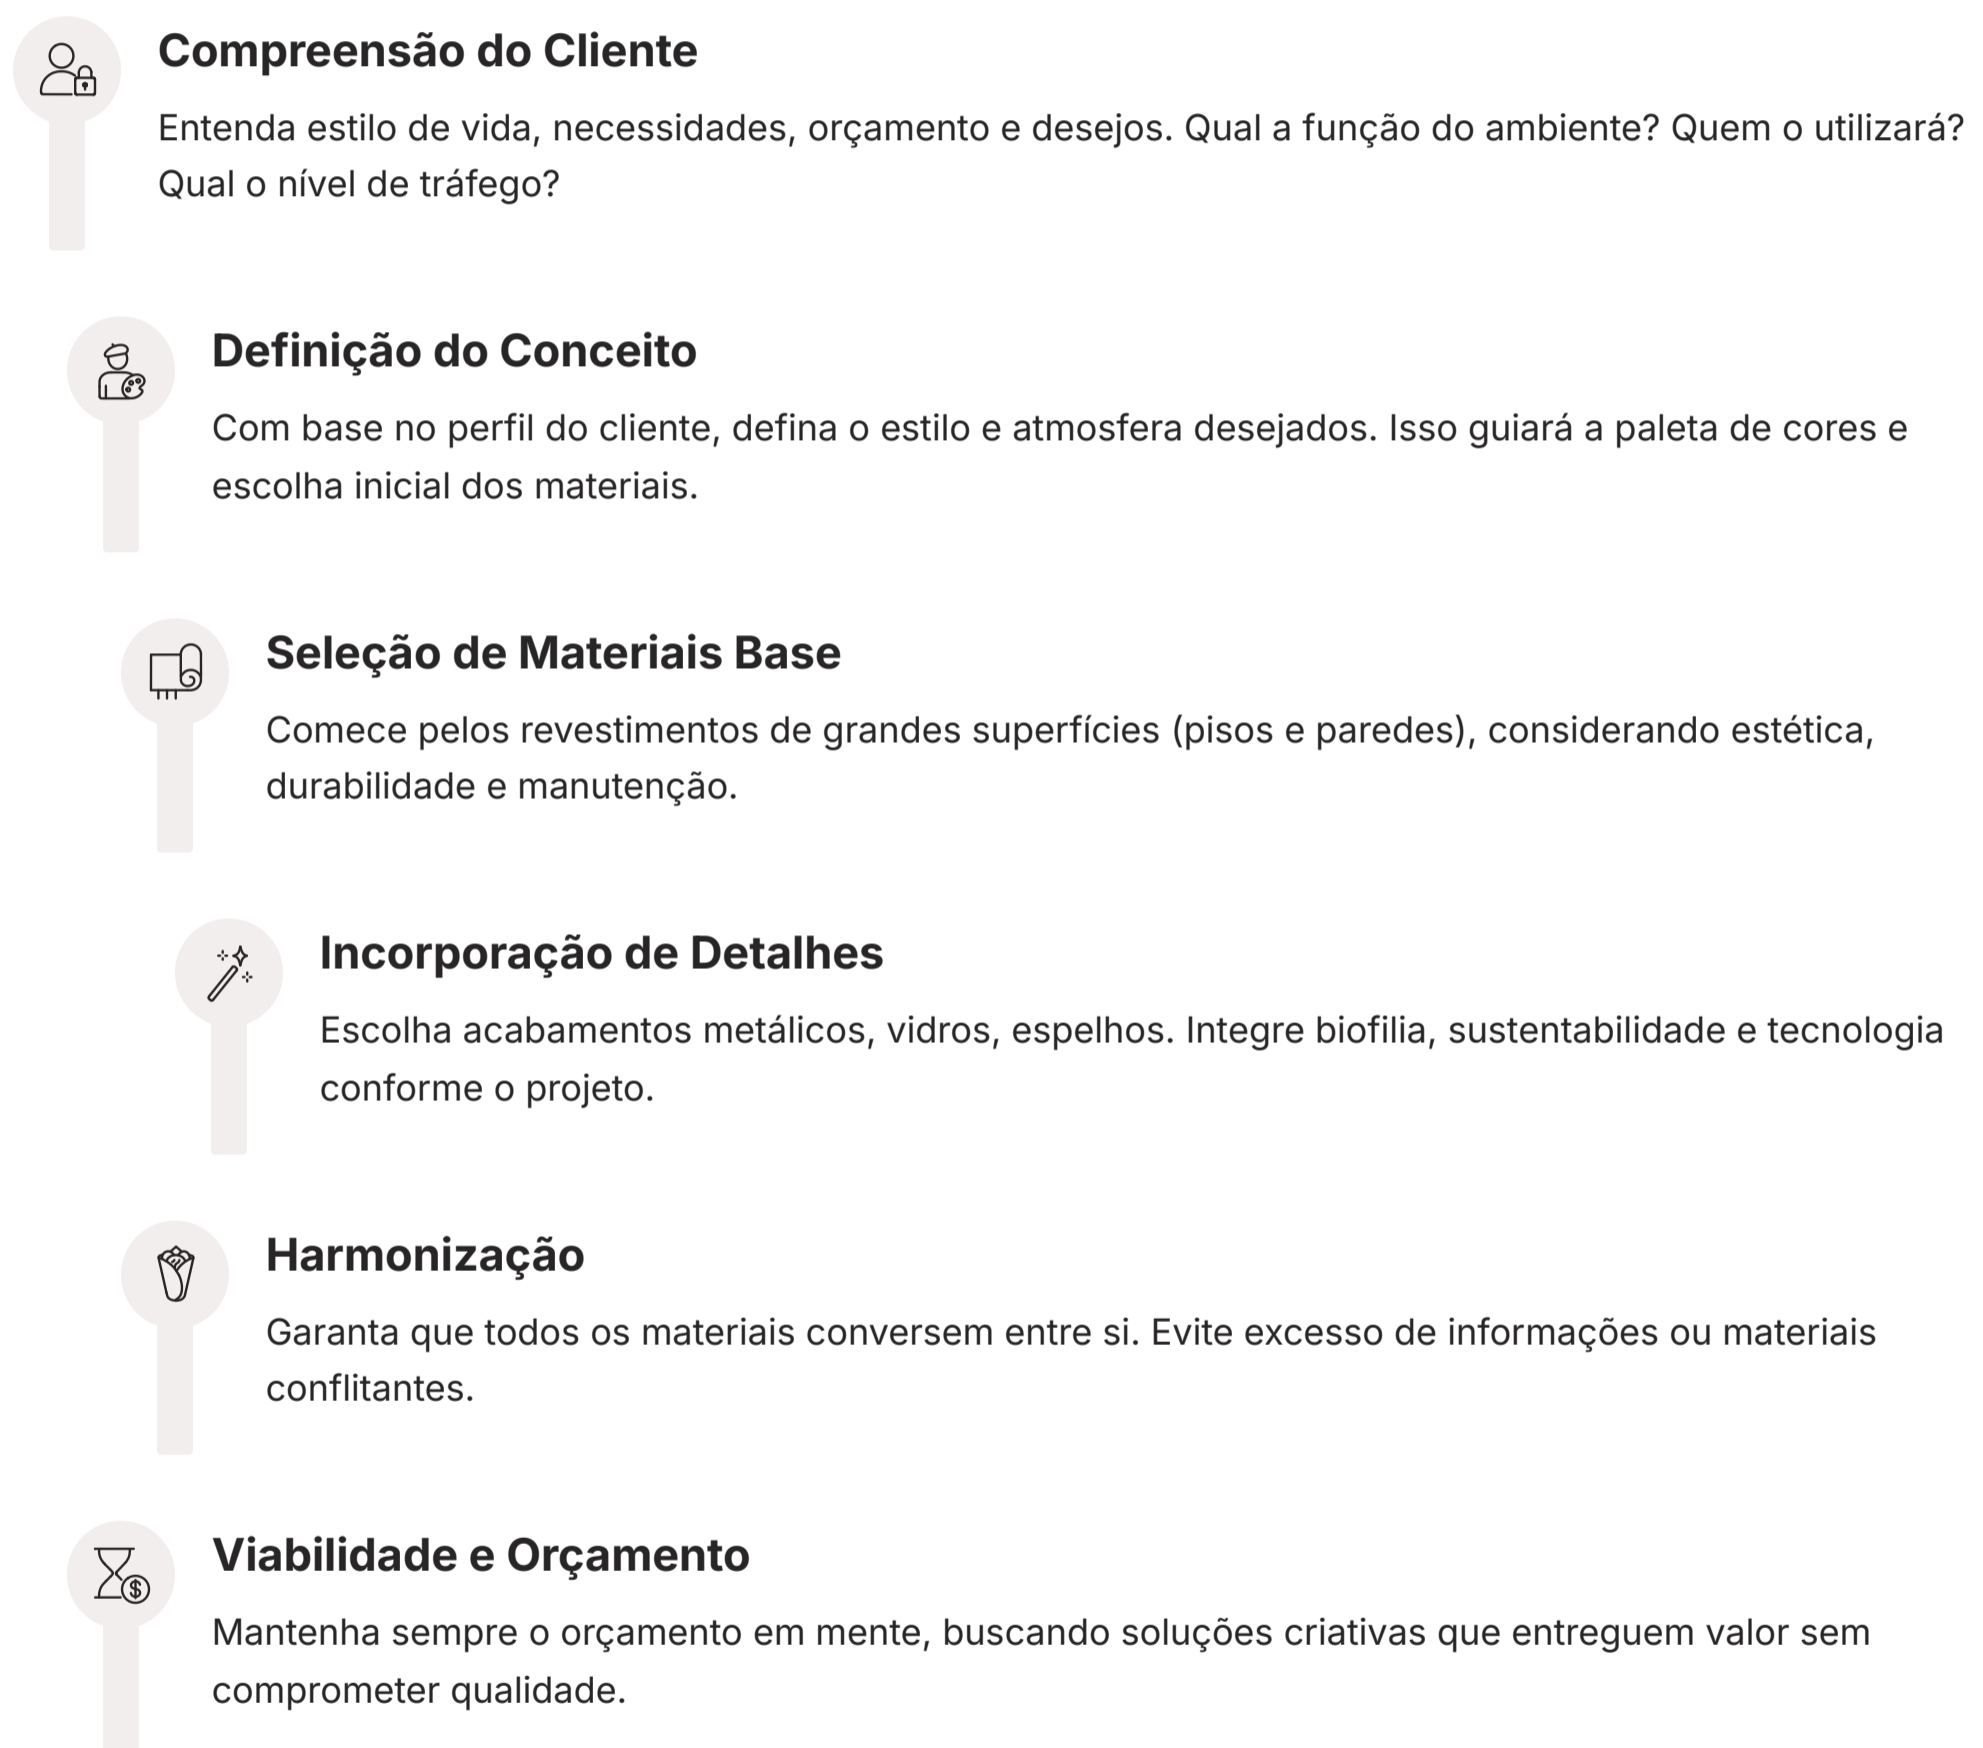 Compreensão do Cliente
Entenda estilo de vida, necessidades, orçamento e desejos. Qual a função do ambiente? Quem o utilizará?
Qual o nível de tráfego?
Definição do Conceito
Com base no perfil do cliente, defina o estilo e atmosfera desejados. Isso guiará a paleta de cores e
escolha inicial dos materiais.
Seleção de Materiais Base
Comece pelos revestimentos de grandes superfícies (pisos e paredes), considerando estética,
durabilidade e manutenção.
Incorporação de Detalhes
Escolha acabamentos metálicos, vidros, espelhos. Integre biofilia, sustentabilidade e tecnologia
conforme o projeto.
Harmonização
Garanta que todos os materiais conversem entre si. Evite excesso de informações ou materiais
conflitantes.
Viabilidade e Orçamento
$
Mantenha sempre o orçamento em mente, buscando soluções criativas que entreguem valor sem
comprometer qualidade.